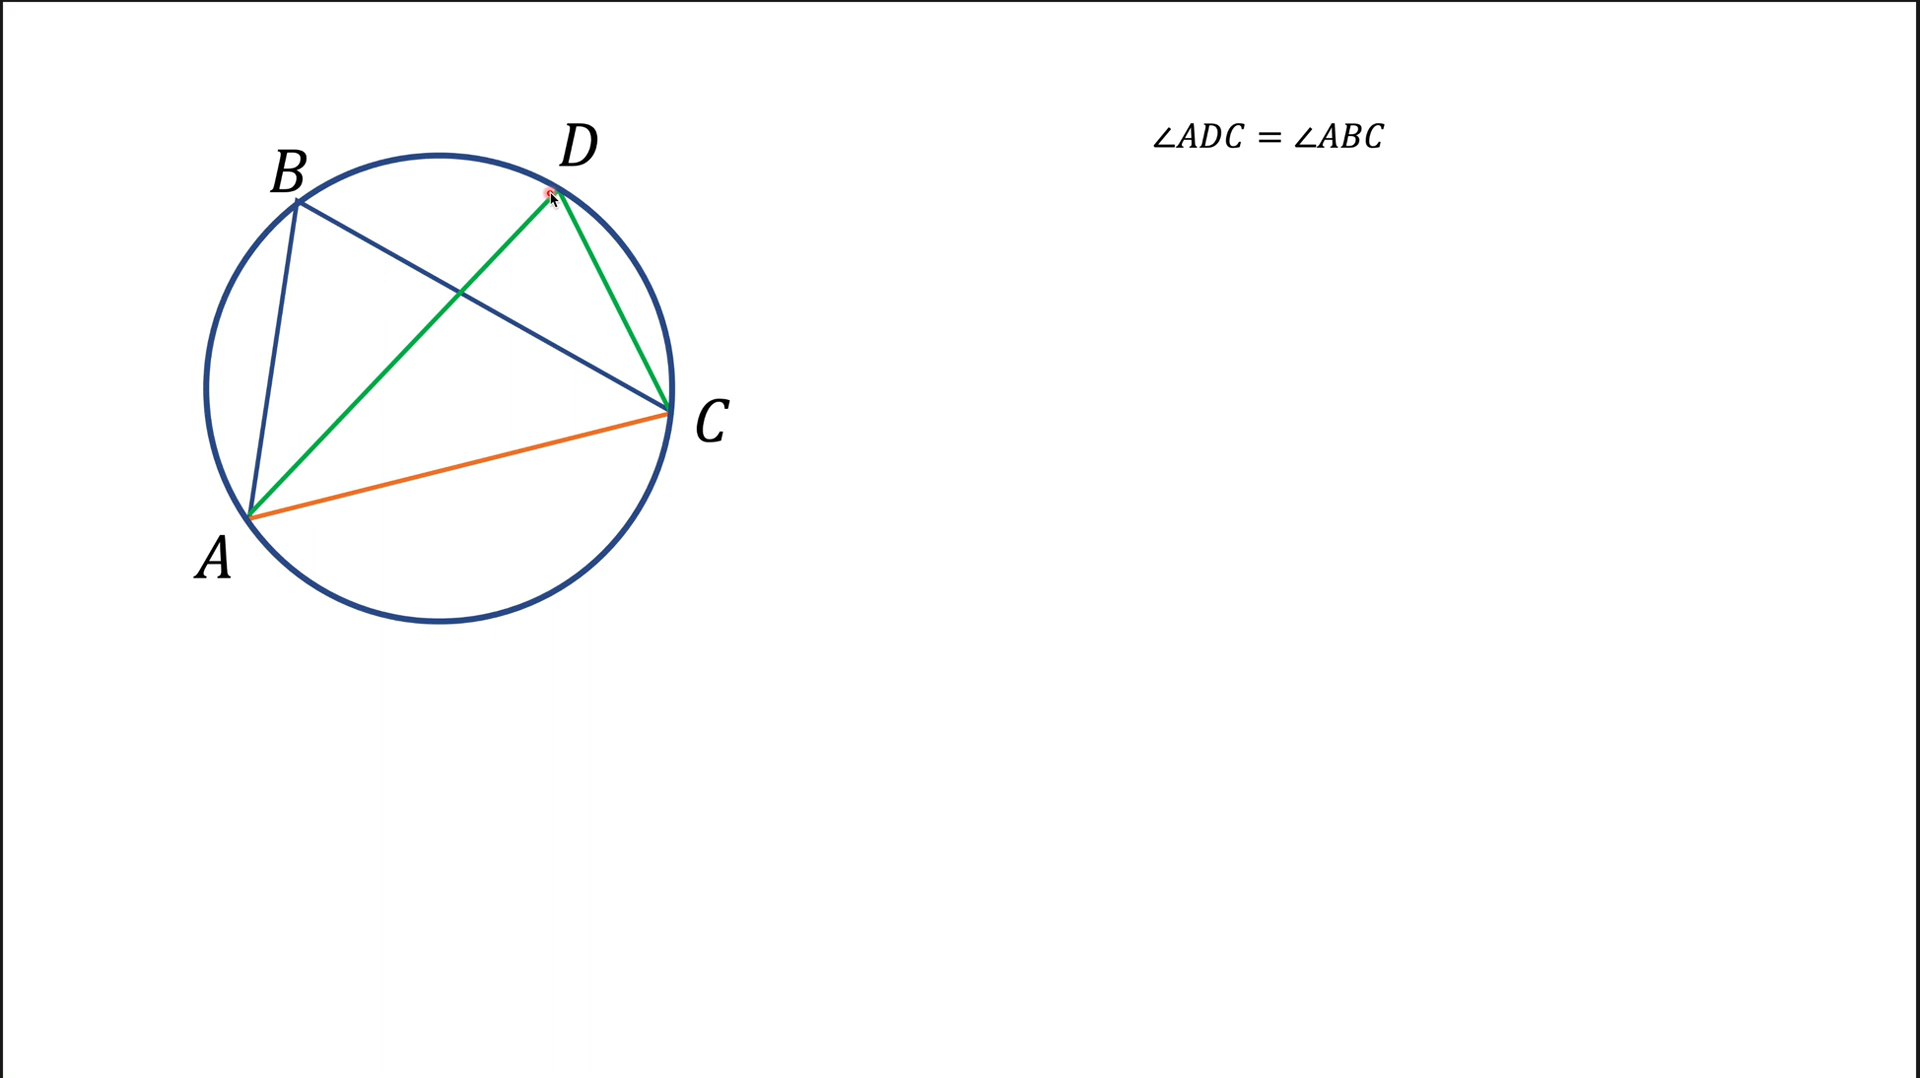 D
∠ADC = ∠ABC
B
C
A